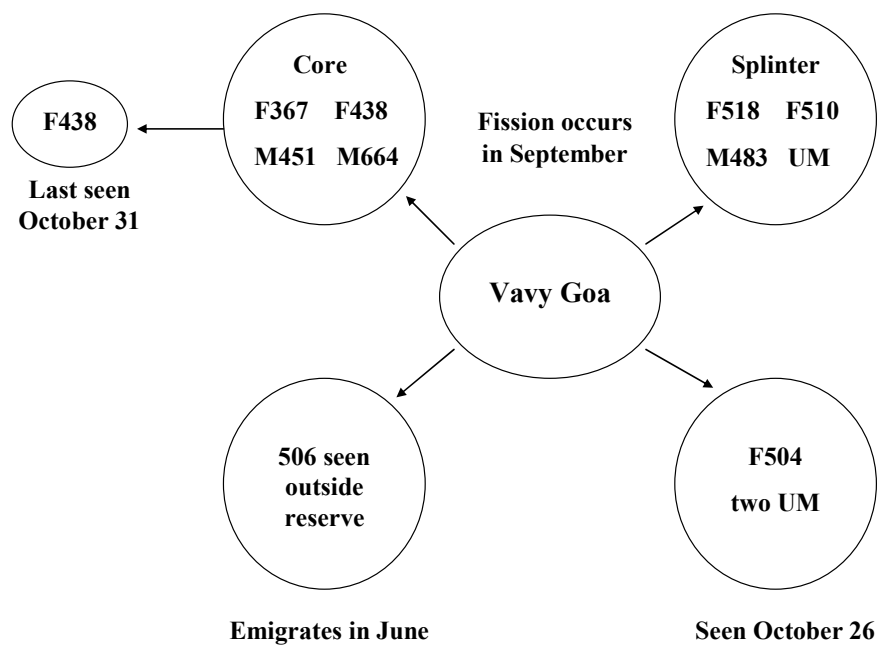 Core
F367 F438
M451 M664
F438
Last seen
October 31
Fission occurs
in September
Splinter
F518 F510
M483 UM
Vavy Goa
506 seen
outside
reserve
Emigrates in June
F504
two UM
Seen October 26